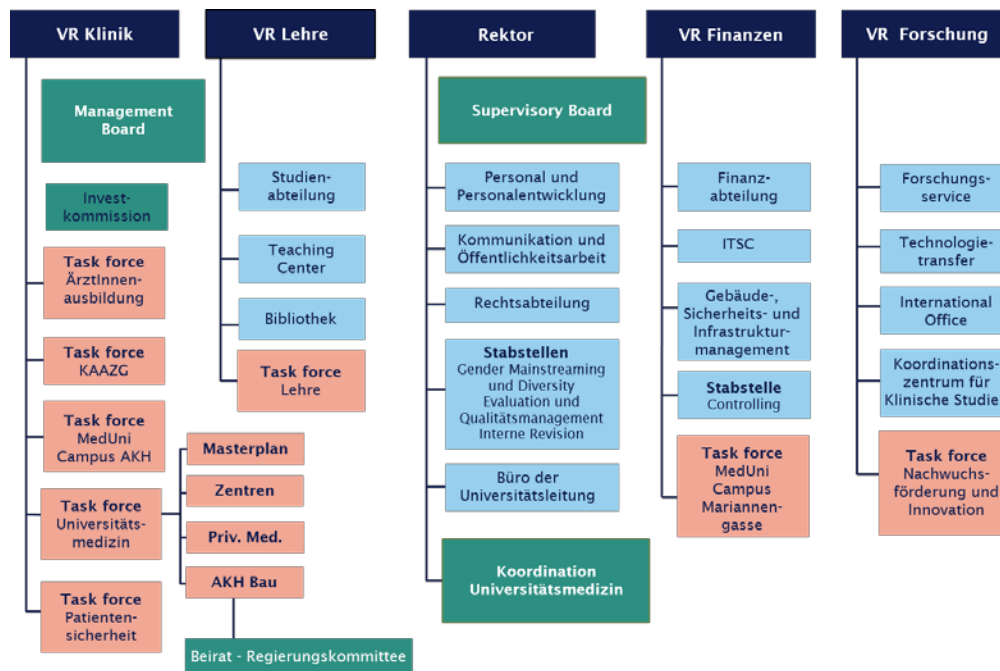 VR Klinik
Management
Board
Invest-
kommission
Task force
ÄrztInnen-
ausbildung
Task force
KAAZG
Task force
MedUni
Campus AKH
Task force
Universitäts-
medizin
Task force
Patienten-
sicherheit
Masterplan
Zentren
Priv. Med.
AKH Bau
Beirat - Regierungskommittee
VR Lehre
Studien-
abteilung
Teaching
Center
Bibliothek
Task force
Lehre
Rektor
Supervisory Board
Personal und
Personalentwicklung
Kommunikation und
Öffentlichkeitsarbeit
Rechtsabteilung
Stabstellen
Gender Mainstreaming
und Diversity
Evaluation und
Qualitätsmanagement
Interne Revision
Büro der
Universitätsleitung
Koordination
Universitätsmedizin
VR Finanzen
Finanz-
abteilung
ITSC
Gebäude-,
Sicherheits- und
Infrastruktur-
management
Stabstelle
Controlling
Task force
MedUni
Campus
Mariannen-
gasse
VR Forschung
Forschungs-
service
Technologie-
transfer
International
Office
Koordinations-
zentrum für
Klinische Studie
Task force
Nachwuchs-
förderung und
Innovation